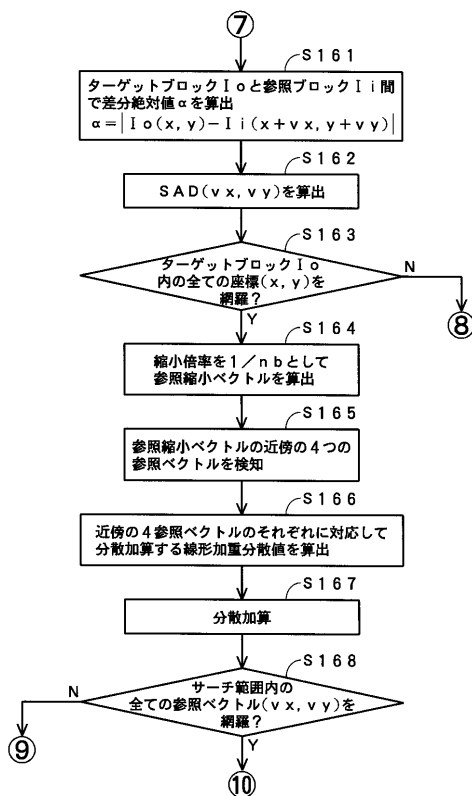 ⑦
S161
ターゲットブロックIoと参照ブロックIi間
で差分絶対値αを算出
α=|Io(x,y)−Ii(x+vx,y+vy)|
S162
SAD(vx,vy)を算出
S163
ターゲットブロックIo
内の全ての座標(x,y)を
網羅?
N
⑧
Y
S164
縮小倍率を1/nbとして
参照縮小ベクトルを算出
S165
参照縮小ベクトルの近傍の4つの
参照ベクトルを検知
S166
近傍の4参照ベクトルのそれぞれに対応して
分散加算する線形加重分散値を算出
S167
分散加算
S168
サーチ範囲内の
全ての参照ベクトル(vx,vy)を
網羅?
N
⑨
Y
⑩